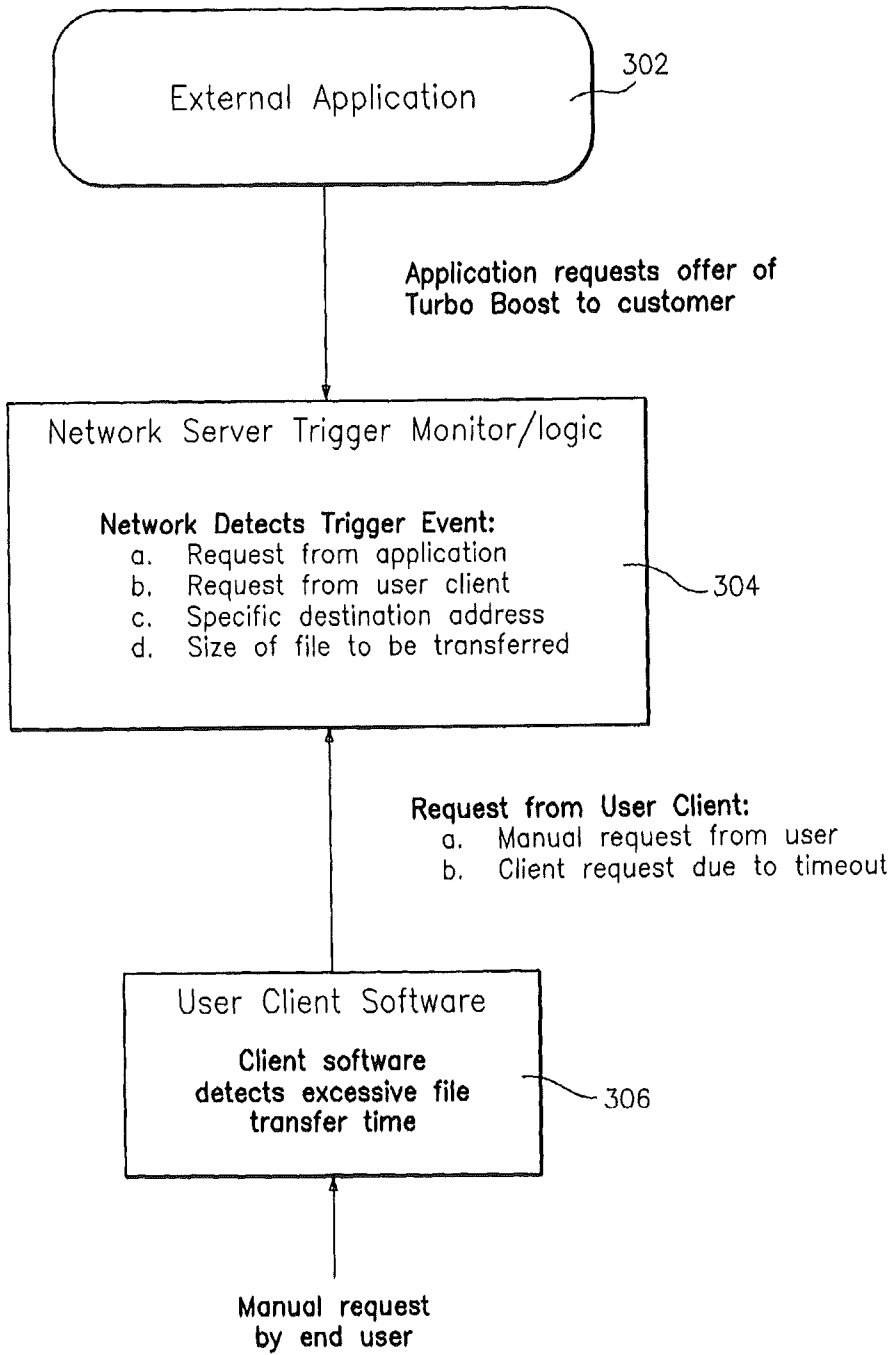 External Application
302
Application requests offer of
Turbo Boost to customer
Network Server Trigger Monitor/logic
Network Detects Trigger Event:
a. Request from application
b. Request from user client
c. Specific destination address
d. Size of file to be transferred
304
Request from User Client:
a. Manual request from user
b. Client request due to timeout
User Client Software
Client software
detects excessive file
transfer time
306
Manual request
by end user